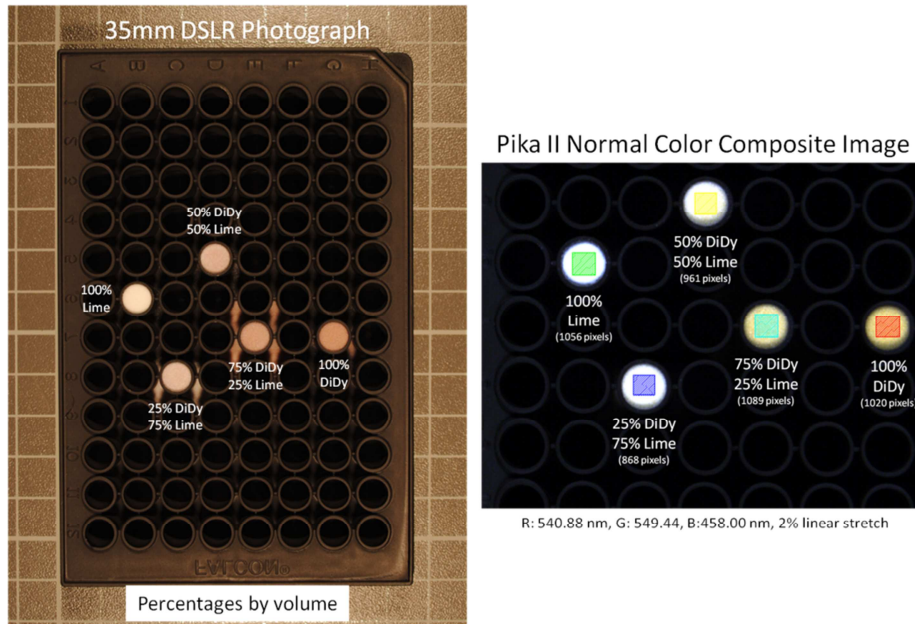 35mm DSLR Photograph
A B C D E F G H
50% DiDy
50% Lime
100%
Lime
75% DiDy
25% Lime
100%
DiDy
25% DiDy
75% Lime
FALCON®
Percentages by volume
Pika II Normal Color Composite Image
50% DiDy
50% Lime
(961 pixels)
100%
Lime
(1056 pixels)
75% DiDy
25% Lime
(1089 pixels)
100%
DiDy
(1020 pixels)
25% DiDy
75% Lime
(868 pixels)
R: 540.88 nm, G: 549.44, B:458.00 nm, 2% linear stretch